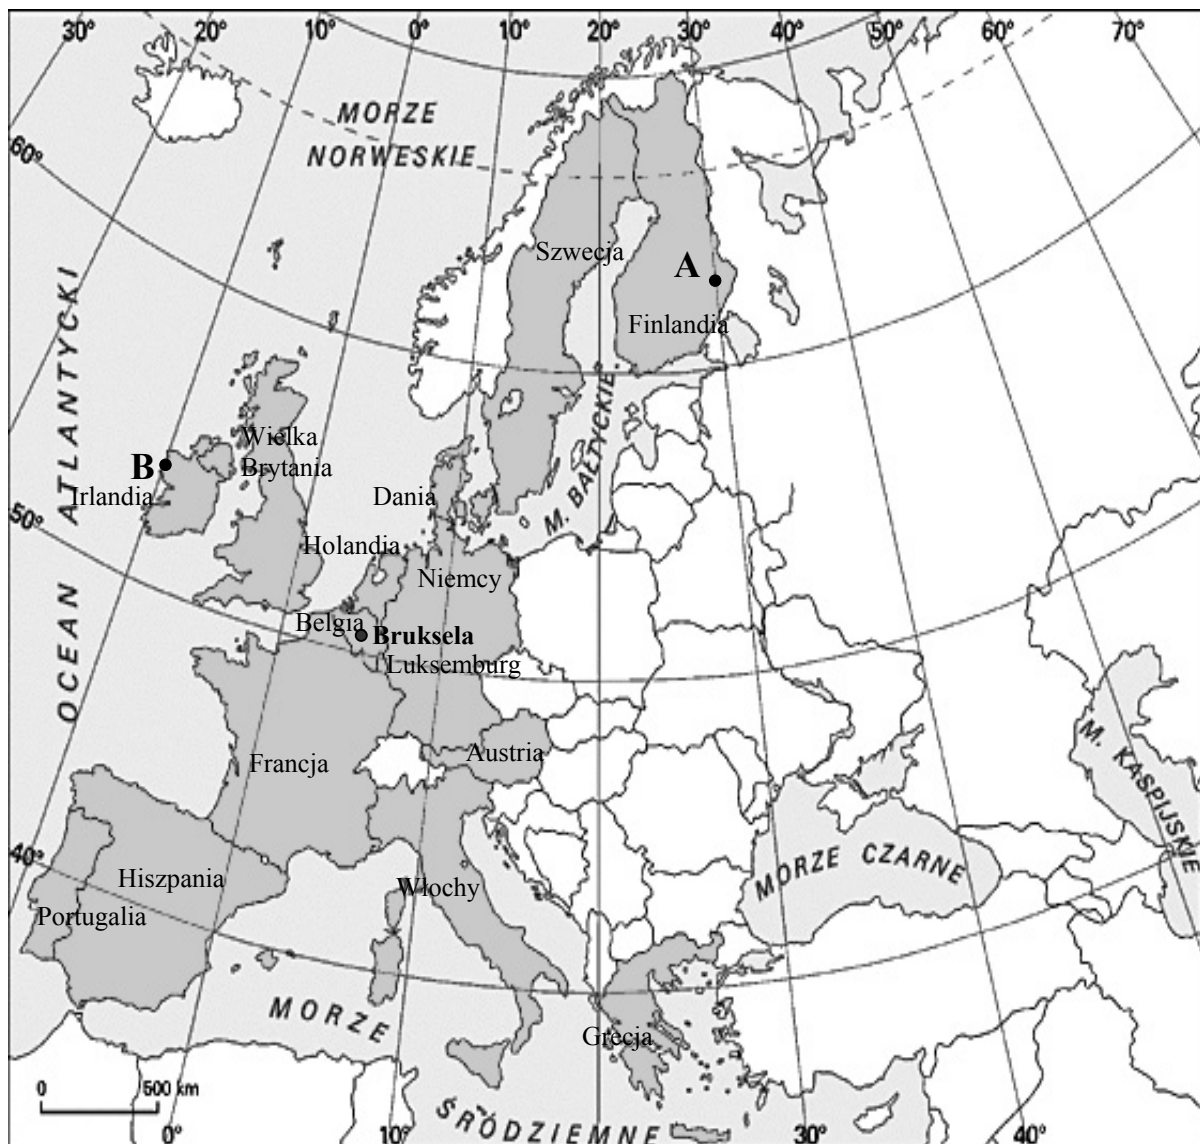 30° 20° 10° 0° 10° 20° 30° 40° 50° 60° 70°
MORZE
NORWESKIE
60°
Szwecja
A
Finlandia
OCEAN ATLANTYCKI
Wielka
Brytania
B
Irlandia
Dania
M. BAŁTYCKIE
50°
Holandia
Niemcy
Belgia
Bruksela
Luksemburg
Francja
Austria
M. KASPIJSKIE
40°
Hiszpania
Włochy
MORZE CZARNE
Portugalia
MORZE
Grecja
0 500 km
ŚRÓDZIEMNE
0° 10° 30° 40°